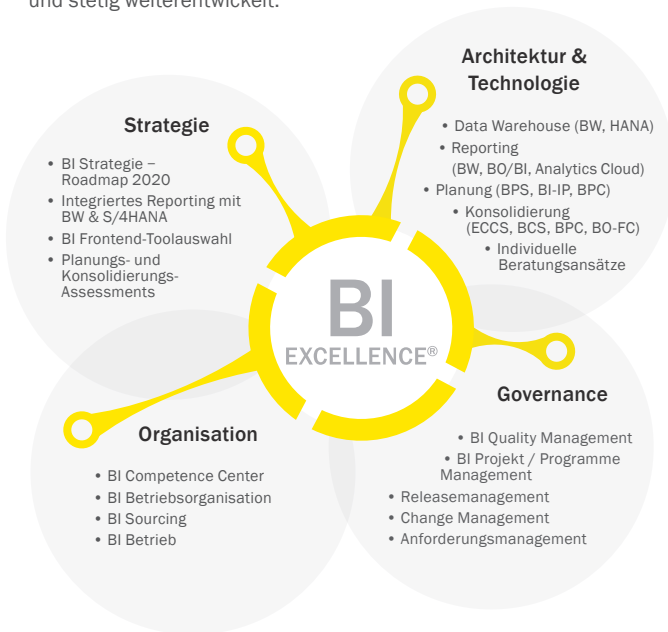 und stetig weiterentwickelt.
Architektur &
Technologie
• Data Warehouse (BW, HANA)
• Reporting
(BW, BO/BI, Analytics Cloud)
• Planung (BPS, BI-IP, BPC)
• Konsolidierung
(ECCS, BCS, BPC, BO-FC)
• Individuelle
Beratungsansätze
Strategie
• BI Strategie –
Roadmap 2020
• Integriertes Reporting mit
BW & S/4HANA
• BI Frontend-Toolauswahl
• Planungs- und
Konsolidierungs-
Assessments
BI
EXCELLENCE®
Governance
• BI Quality Management
• BI Projekt / Programme
Management
• Releasemanagement
• Change Management
• Anforderungsmanagement
Organisation
• BI Competence Center
• BI Betriebsorganisation
• BI Sourcing
• BI Betrieb